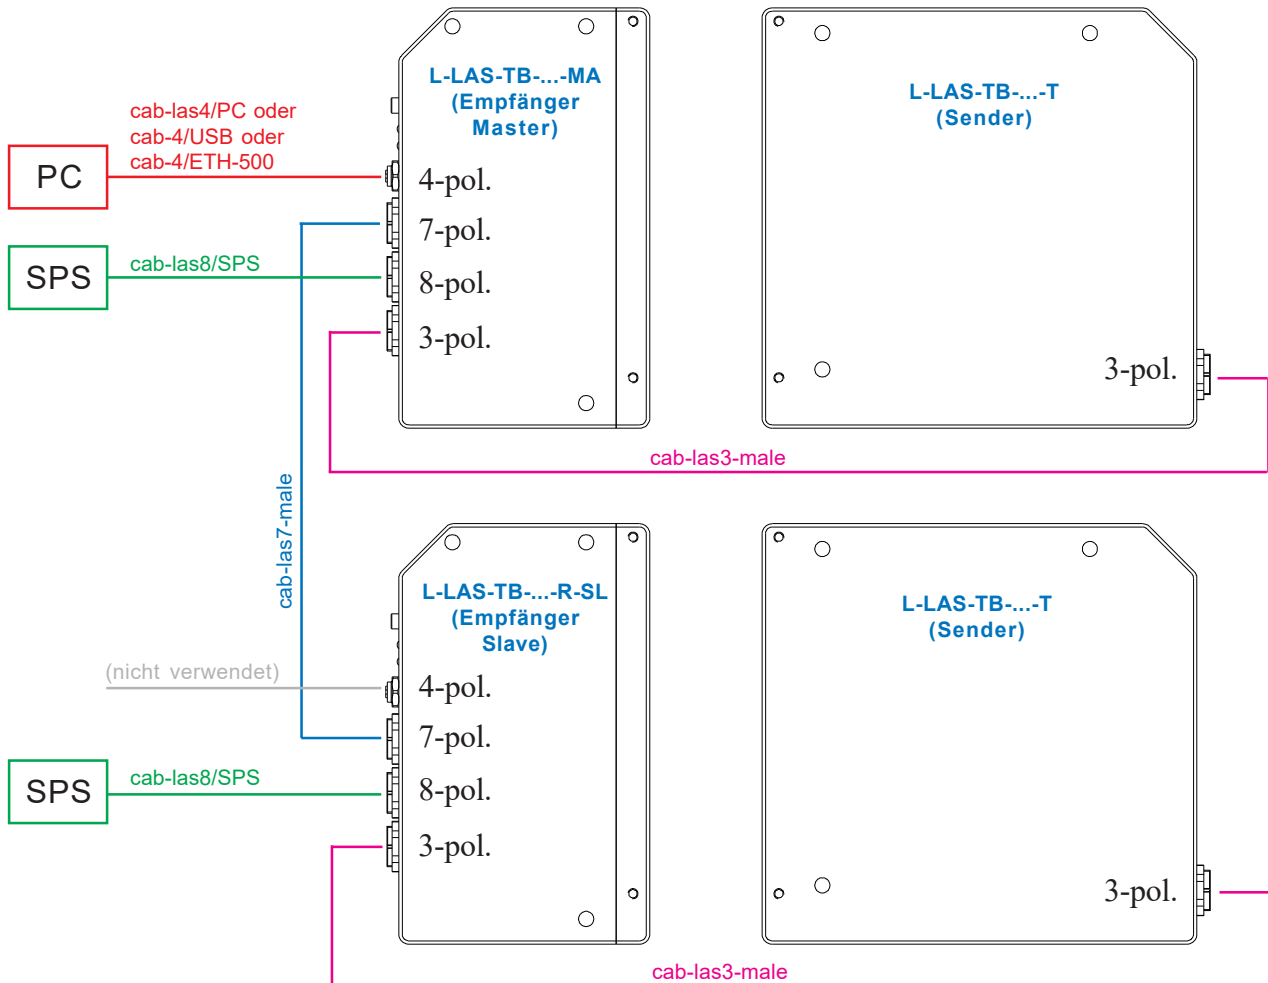 L-LAS-TB-...-MA
(Empfänger
Master)
L-LAS-TB-...-T
(Sender)
cab-las4/PC oder
cab-4/USB oder
cab-4/ETH-500
PC
4-pol.
7-pol.
SPS
cab-las8/SPS
8-pol.
3-pol.
3-pol.
cab-las3-male
cab-las7-male
L-LAS-TB-...-R-SL
(Empfänger
Slave)
L-LAS-TB-...-T
(Sender)
(nicht verwendet)
4-pol.
7-pol.
SPS
cab-las8/SPS
8-pol.
3-pol.
3-pol.
cab-las3-male